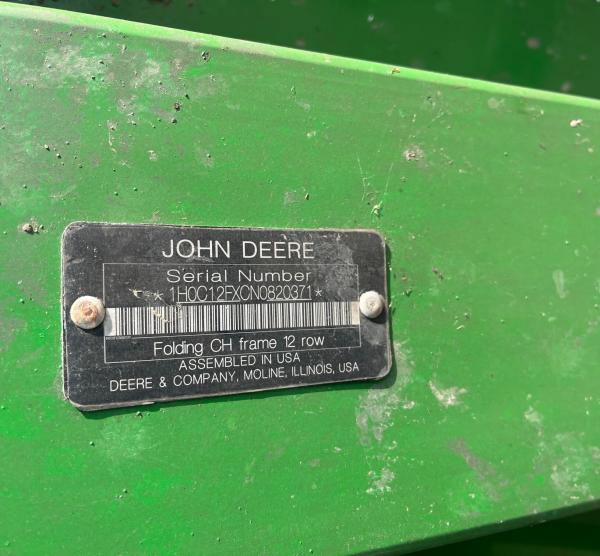 JOHN DEERE
Serial Number
*1H0C12FXCN0820371*
Folding CH frame 12 row
ASSEMBLED IN USA
DEERE & COMPANY, MOLINE, ILLINOIS, USA